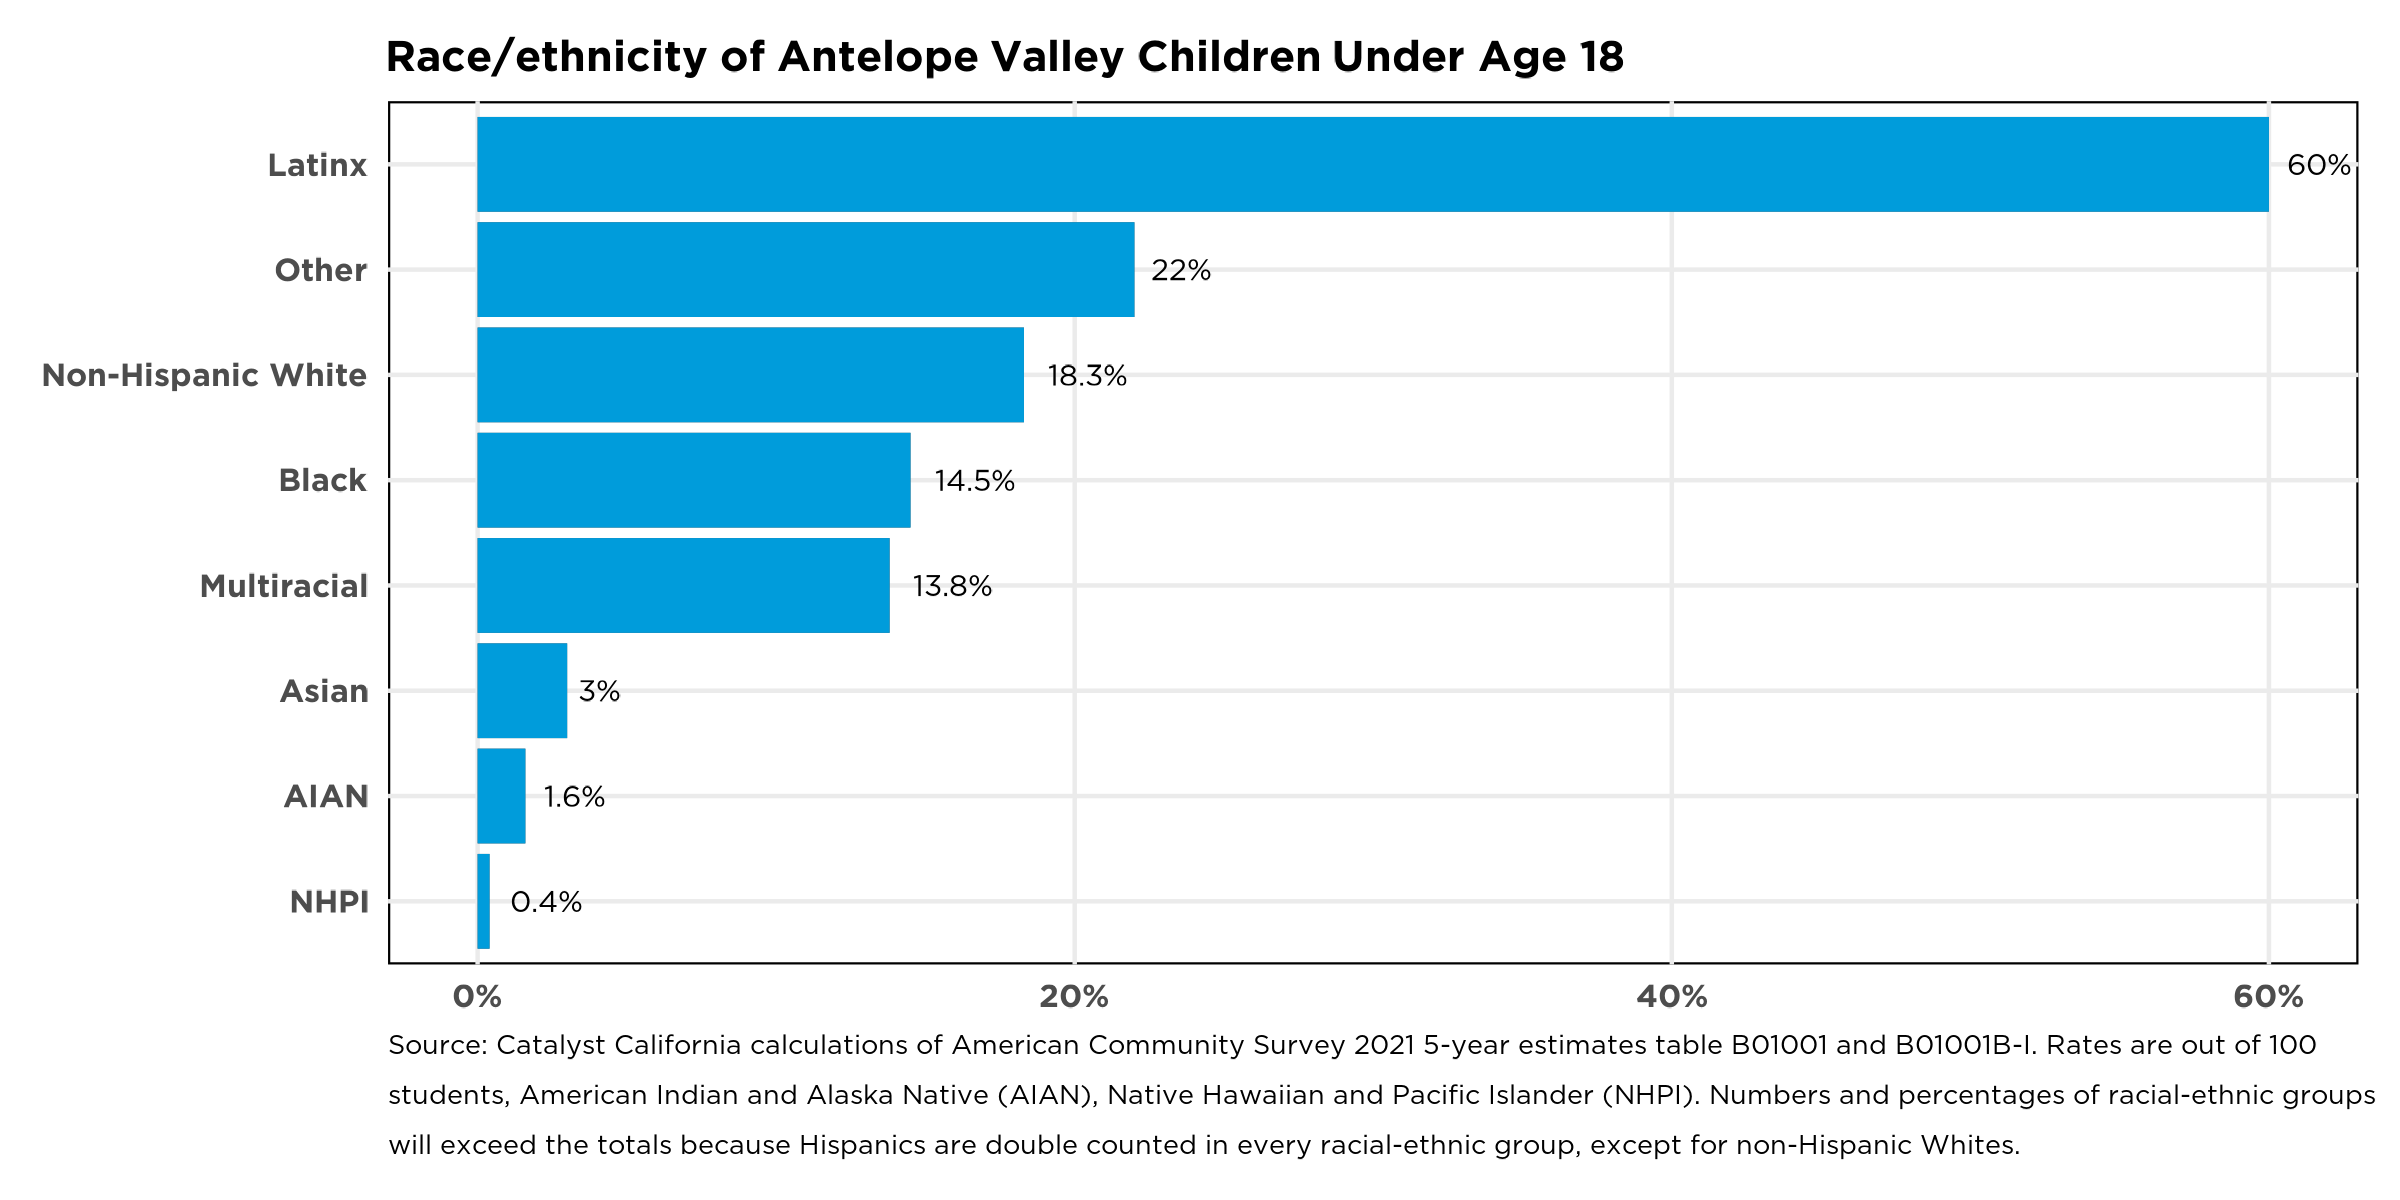 Race/ethnicity of Antelope Valley Children Under Age 18
Latinx 60%
Other 22%
Non-Hispanic White 18.3%
Black 14.5%
Multiracial 13.8%
Asian 3%
AIAN 1.6%
NHPI 0.4%
0% 20% 40% 60%
Source: Catalyst California calculations of American Community Survey 2021 5-year estimates table B01001 and B01001B-I. Rates are out of 100
students, American Indian and Alaska Native (AIAN), Native Hawaiian and Pacific Islander (NHPI). Numbers and percentages of racial-ethnic groups
will exceed the totals because Hispanics are double counted in every racial-ethnic group, except for non-Hispanic Whites.